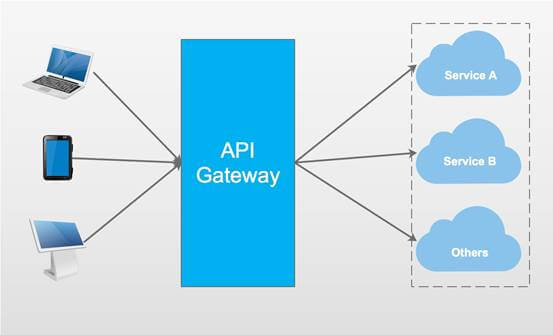 API
Gateway
Service A
Service B
Others